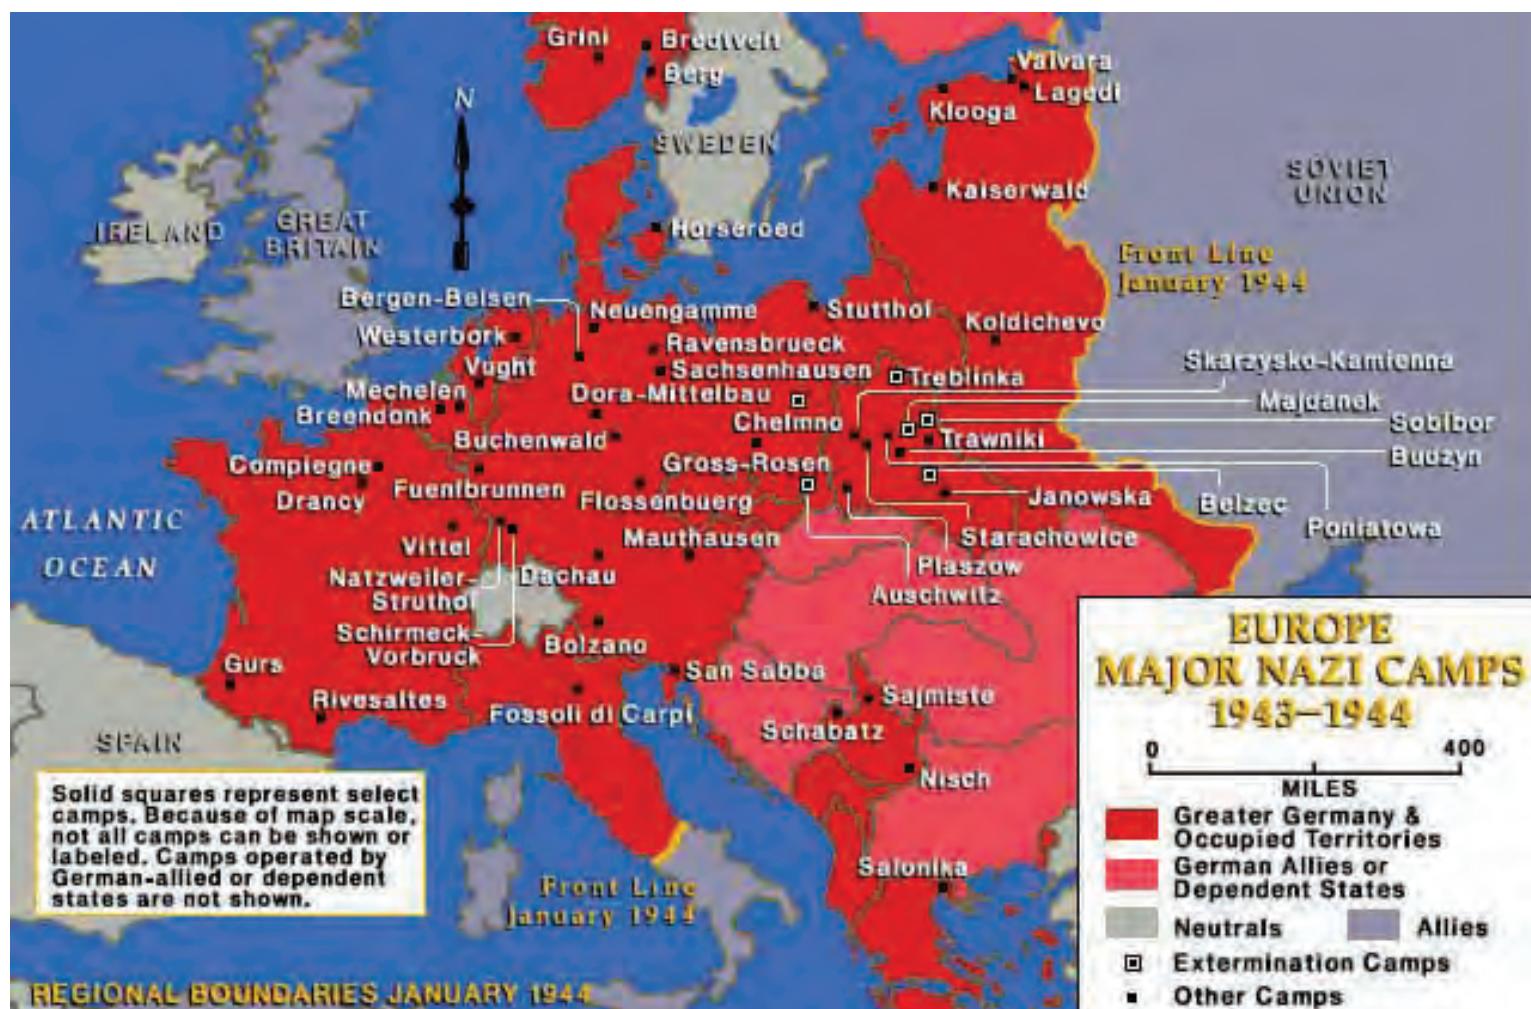 Grini
Bredtveit
Berg
Vaivara
Lagedi
Klooga
N
SWEDEN
SOVIET
UNION
Kaiserwald
IRELAND
GREAT
BRITAIN
Horseroed
Front Line
January 1944
Bergen-Belsen
Neuengamme
Stutthof
Koldichevo
Westerbork
Ravensbrueck
Skarzysko-Kamienna
Vught
Sachsenhausen
Treblinka
Mechelen
Dora-Mittelbau
Majdanek
Breendonk
Chelmno
Sobibor
Buchenwald
Trawniki
Budzyn
Compiegne
Gross-Rosen
Drancy
Fuenfbrunnen
Flossenbuerg
Janowska
Belzec
ATLANTIC
OCEAN
Poniatowa
Vittel
Mauthausen
Starachowice
Natzweiler-
Struthof
Dachau
Plaszow
Auschwitz
Schirmeck-
Vorbruck
Bolzano
Gurs
San Sabba
Rivesaltes
Fossoli di Carpi
Sajmiste
Schabatz
SPAIN
Nisch
Salonika
Solid squares represent select
camps. Because of map scale,
not all camps can be shown or
labeled. Camps operated by
German-allied or dependent
states are not shown.
Front Line
January 1944
REGIONAL BOUNDARIES JANUARY 1944
EUROPE
MAJOR NAZI CAMPS
1943–1944
0 400
MILES
Greater Germany &
Occupied Territories
German Allies or
Dependent States
Neutrals Allies
Extermination Camps
Other Camps